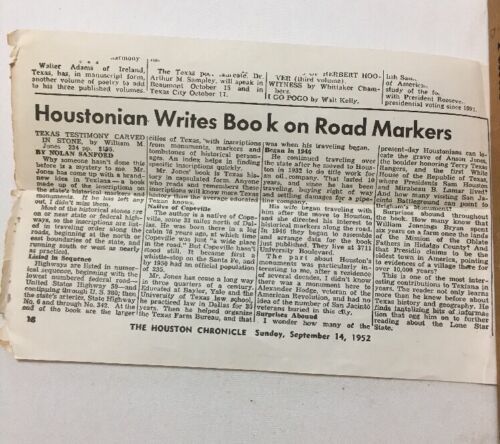 Walter Adams of Ireland,
Texas, has, in manuscript form,
another volume of poetry to add
to his three published volumes.
The Texas
Arthur M. Sampley, will speak in
Beaumont October 15 and in
Texas City October 17.
HERBERT HOO-
VER (third volume).
WITNESS by Whittaker Cham-
bers.
I GO POGO by Walt Kelly.
of American
study of the
with President Roosevelt
presidential voting since
Houstonian Writes Book on Road Markers
TEXAS TESTIMONY CARVED
IN STONE, by William M.
Jones
BY NOLAN SANFORD
Why someone hasn't done this
before is a mystery to me. Mr.
Jones has come up with a brand-
new idea in Texiana—a book
made up of the inscriptions on
the state's historical markers and
monuments. If he has left any
out, I didn't miss them.
Most of the historical stones are
on or near state or federal high-
ways, so the inscriptions are list-
ed in traveling order along the
roads, beginning at the north or
east boundaries of the state, and
running south or west as nearly
as practical.
Listed in Sequence
Highways are listed in numer-
ical sequence, beginning with the
lowest numbered federal road—
United States Highway 54—and
continuing through U. S. 380, then
the state's arteries, State Highway
No. 6 and through No. 342. At the
end of the book are the larger
cities of Texas, with inscriptions
from monuments, markers and
tombstones of historical person-
ages. An index helps in finding
specific inscriptions quickly.
Mr. Jones' book is Texas his-
tory in capsulated form. Anyone
who reads and remembers these
inscriptions will know more Texas
history than the average educated
Texan knows.
Native of Copeville
The author is a native of Cope-
ville, some 32 miles north of Dal-
las. He was born there in a log
cabin 76 years ago, at which time
Copeville was just "a wide place
in the road." But Copeville hasn't
stood still. It became first a
whistle-stop on the Santa Fe, and
by 1950 had an official population
of 235.
Mr. Jones has come a long way
in three quarters of a century.
Educated at Baylor, Yale and the
University of Texas law school,
he practiced law in Dallas for 35
years. Then he helped organize
the Texas Farm Bureau, and that
was when his traveling began.
Began in 1946
He continued traveling over
the state after he moved to Hous-
ton in 1932 to do title work for
an oil company. That lasted
years, and since he has been
traveling, buying right of way
and settling damages for a pipe-
line company.
His wife began traveling with
him after the move to Houston,
and she directed his interest to
historical markers along the road.
In 1946 they began to assemble
and arrange data for the book
just published. They live at 3711
University Boulevard.
The part about Houston's
monuments was particularly in-
teresting to me, after a residence
of several decades. I didn't know
there was a monument here to
Alexander Hodge, veteran of the
American Revolution, and had no
idea of the number of San Jacinto
veterans buried in this city.
Surprises Abound
I wonder how many of the
present-day Houstonians can lo-
cate the grave of Anson Jones,
the boulder honoring Terry Texas
Rangers, and the first White
House of the Republic of Texas,
where Presidents Sam Houston
and Mirabeau B. Lamar lived?
And how many visiting San Ja-
cinto Battleground can point to
Santa Anna's Headquarters?
Surprises abound throughout
the book. How many know that
William Jennings Bryan spent
winters on a farm once the lands
of the Monastery of the Oblate
Fathers in Hidalgo County? And
that Presidio claims to be the
oldest town in America, pointing
to evidences of a village there for
over 10,000 years?
This is one of the most inter-
esting contributions to Texiana in
years. The reader not only learns
more than he knew before about
Texas history and geography. He
finds tantalizing bits of informa-
tion that egg him on to further
reading about the Lone Star
State.
16
THE HOUSTON CHRONICLE Sunday, September 14, 1952